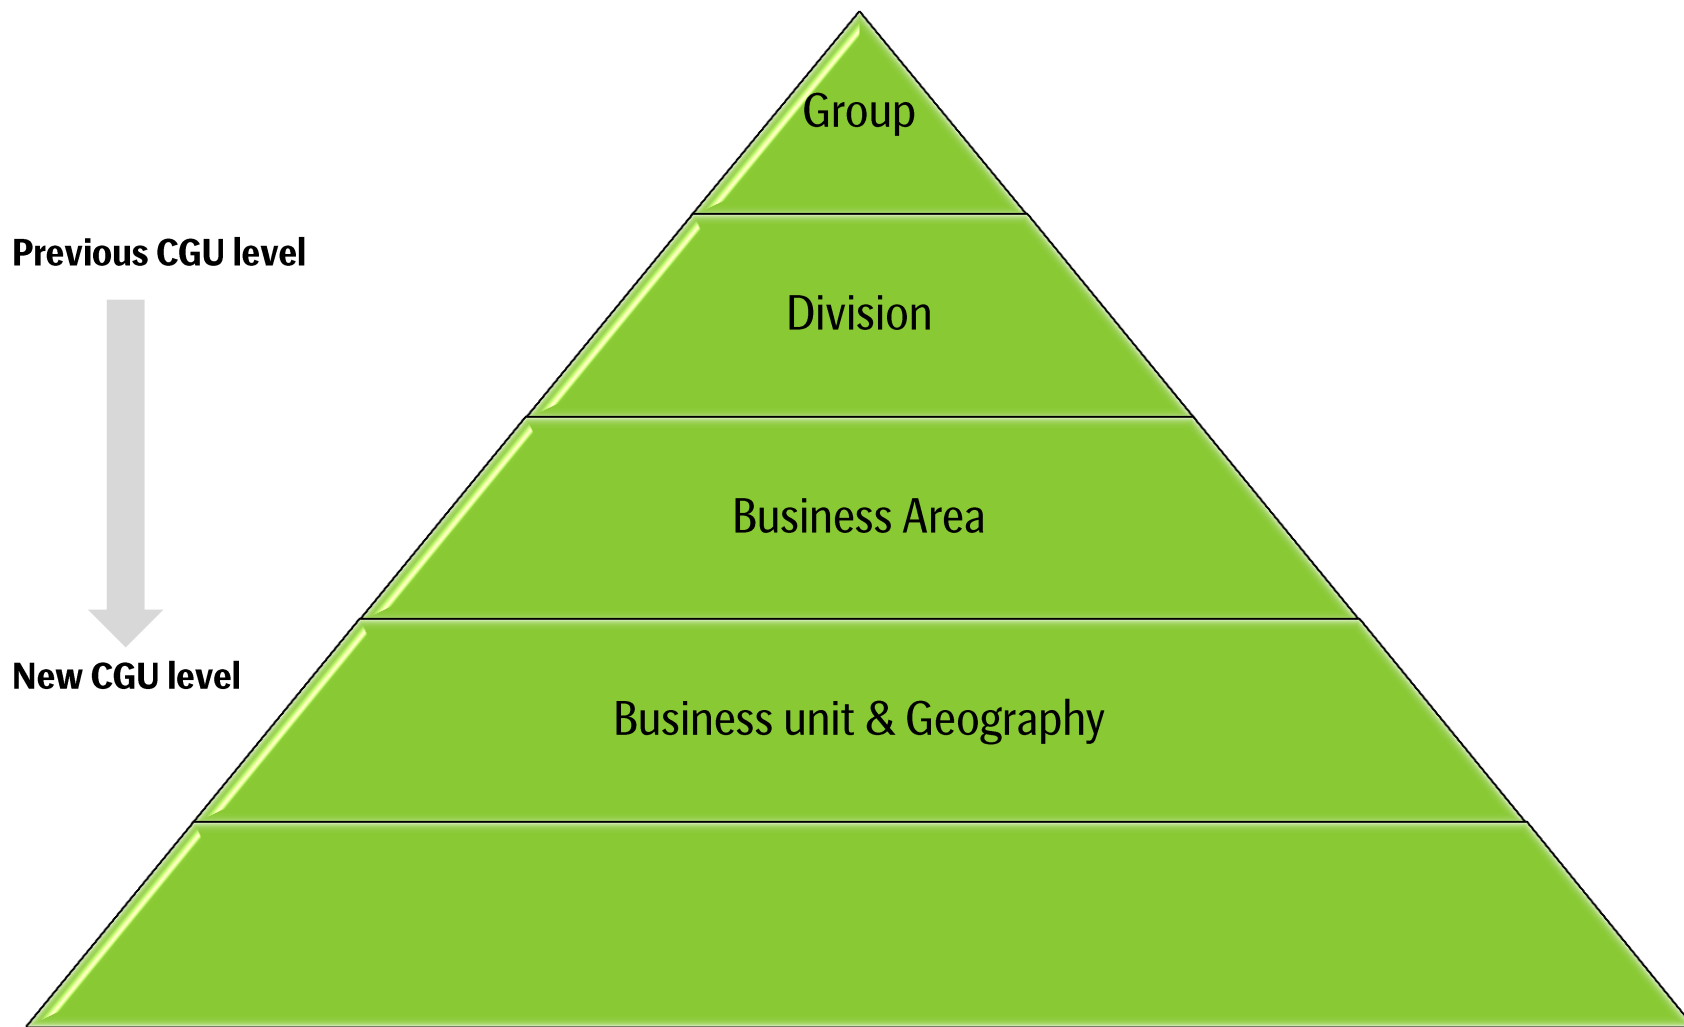 Group
Previous CGU level
Division
Business Area
New CGU level
Business unit & Geography